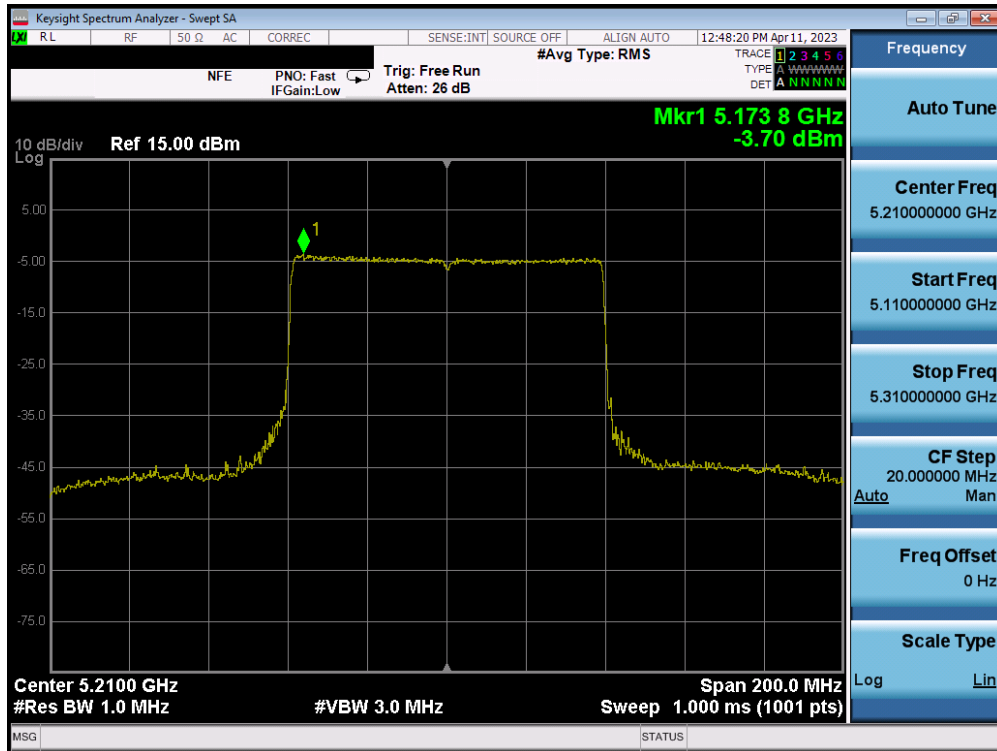 Keysight Spectrum Analyzer - Swept SA
LXI RL RF 50 Ω AC CORREC SENSE:INT SOURCE OFF ALIGN AUTO 12:48:20 PM Apr 11, 2023
#Avg Type: RMS TRACE 1 2 3 4 5 6
NFE PNO: Fast Trig: Free Run TYPE A WWWWW
IFGain:Low Atten: 26 dB DET A N N N N N
Mkr1 5.173 8 GHz
-3.70 dBm
10 dB/div Ref 15.00 dBm
Log
1
5.00
-5.00
-15.0
-25.0
-35.0
-45.0
-55.0
-65.0
-75.0
Center 5.2100 GHz Span 200.0 MHz
#Res BW 1.0 MHz #VBW 3.0 MHz Sweep 1.000 ms (1001 pts)
MSG STATUS
Frequency
Auto Tune
Center Freq
5.210000000 GHz
Start Freq
5.110000000 GHz
Stop Freq
5.310000000 GHz
CF Step
20.000000 MHz
Auto Man
Freq Offset
0 Hz
Scale Type
Log Lin